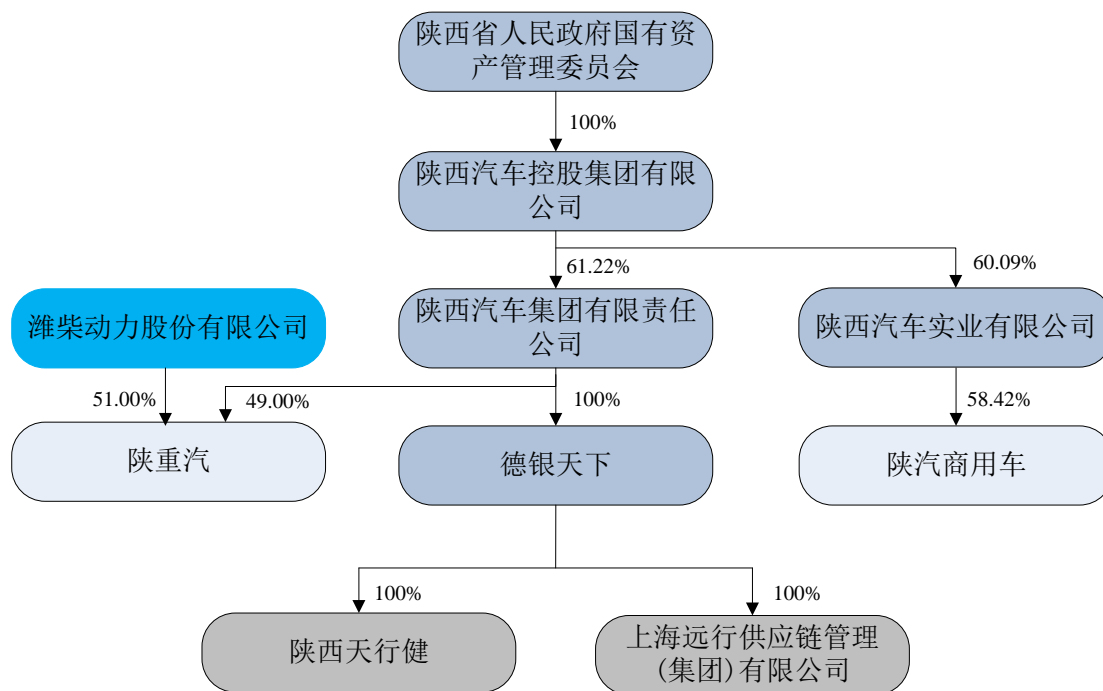 陕西省人民政府国有资
产管理委员会
100%
陕西汽车控股集团有限
公司
61.22%
60.09%
潍柴动力股份有限公司
陕西汽车集团有限责任
公司
陕西汽车实业有限公司
51.00%
49.00%
100%
58.42%
陕重汽
德银天下
陕汽商用车
100%
100%
陕西天行健
上海远行供应链管理
(集团)有限公司